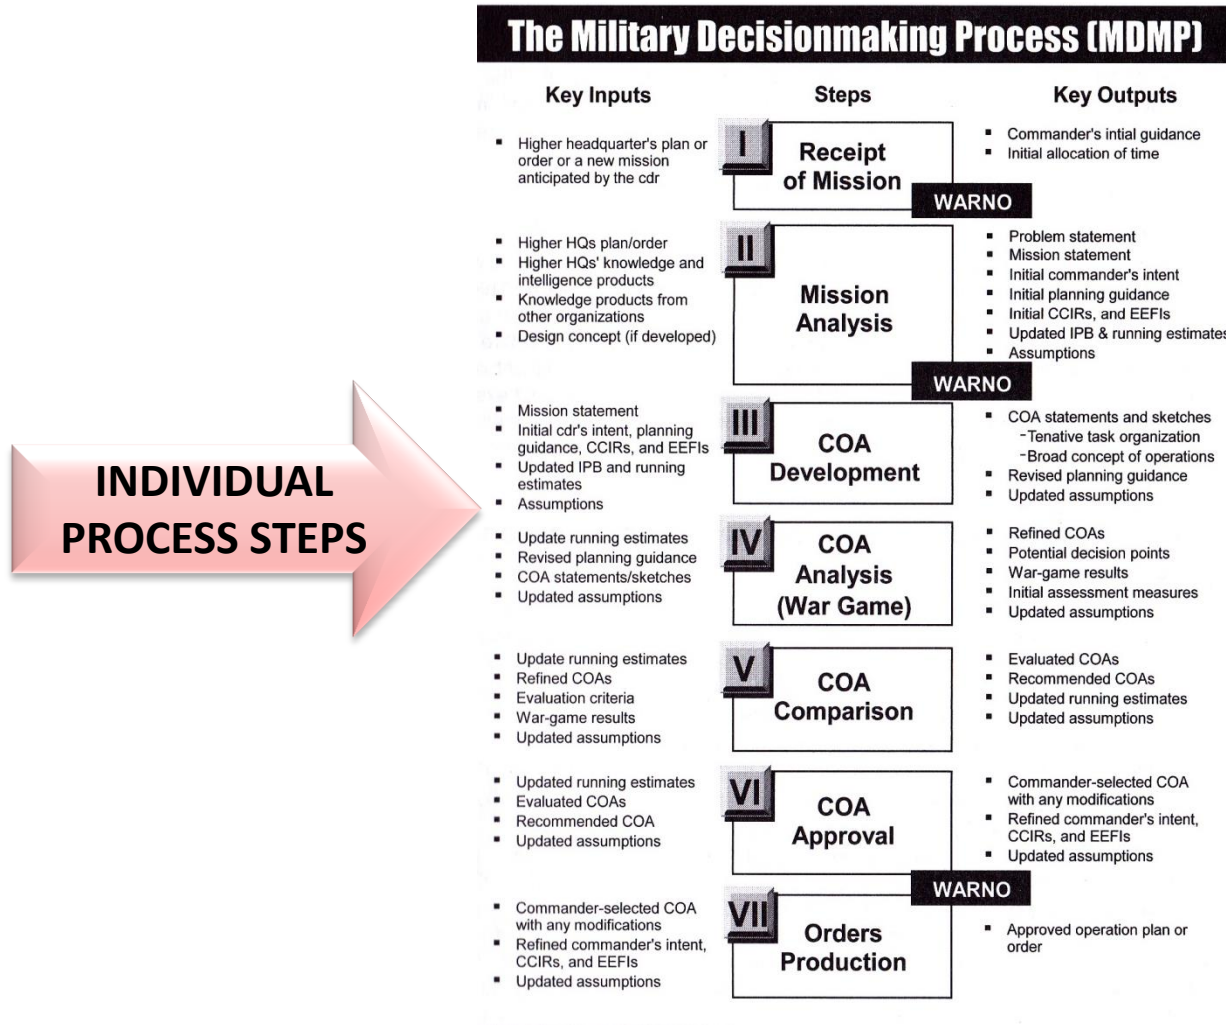 The Military Decisionmaking Process (MDMP)
Key Inputs
Steps
Key Outputs
▪ Higher headquarter's plan or
order or a new mission
anticipated by the cdr
I
Receipt
of Mission
▪ Commander's intial guidance
▪ Initial allocation of time
WARNO
▪ Higher HQs plan/order
▪ Higher HQs' knowledge and
intelligence products
▪ Knowledge products from
other organizations
▪ Design concept (if developed)
II
Mission
Analysis
▪ Problem statement
▪ Mission statement
▪ Initial commander's intent
▪ Initial planning guidance
▪ Initial CCIRs, and EEFIs
▪ Updated IPB & running estimates
▪ Assumptions
WARNO
INDIVIDUAL
PROCESS STEPS
▪ Mission statement
▪ Initial cdr's intent, planning
guidance, CCIRs, and EEFIs
▪ Updated IPB and running
estimates
▪ Assumptions
III
COA
Development
▪ COA statements and sketches
-Tenative task organization
-Broad concept of operations
▪ Revised planning guidance
▪ Updated assumptions
▪ Update running estimates
▪ Revised planning guidance
▪ COA statements/sketches
▪ Updated assumptions
IV
COA
Analysis
(War Game)
▪ Refined COAs
▪ Potential decision points
▪ War-game results
▪ Initial assessment measures
▪ Updated assumptions
▪ Update running estimates
▪ Refined COAs
▪ Evaluation criteria
▪ War-game results
▪ Updated assumptions
V
COA
Comparison
▪ Evaluated COAs
▪ Recommended COAs
▪ Updated running estimates
▪ Updated assumptions
▪ Updated running estimates
▪ Evaluated COAs
▪ Recommended COA
▪ Updated assumptions
VI
COA
Approval
▪ Commander-selected COA
with any modifications
▪ Refined commander's intent,
CCIRs, and EEFIs
▪ Updated assumptions
WARNO
▪ Commander-selected COA
with any modifications
▪ Refined commander's intent,
CCIRs, and EEFIs
▪ Updated assumptions
VII
Orders
Production
▪ Approved operation plan or
order